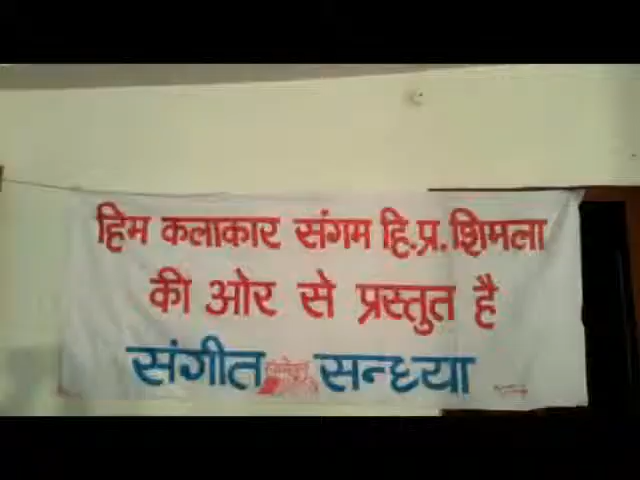 हिम कलाकार संगम हि.प्र. शिमला
की ओर से प्रस्तुत है
संगीत सन्ध्या